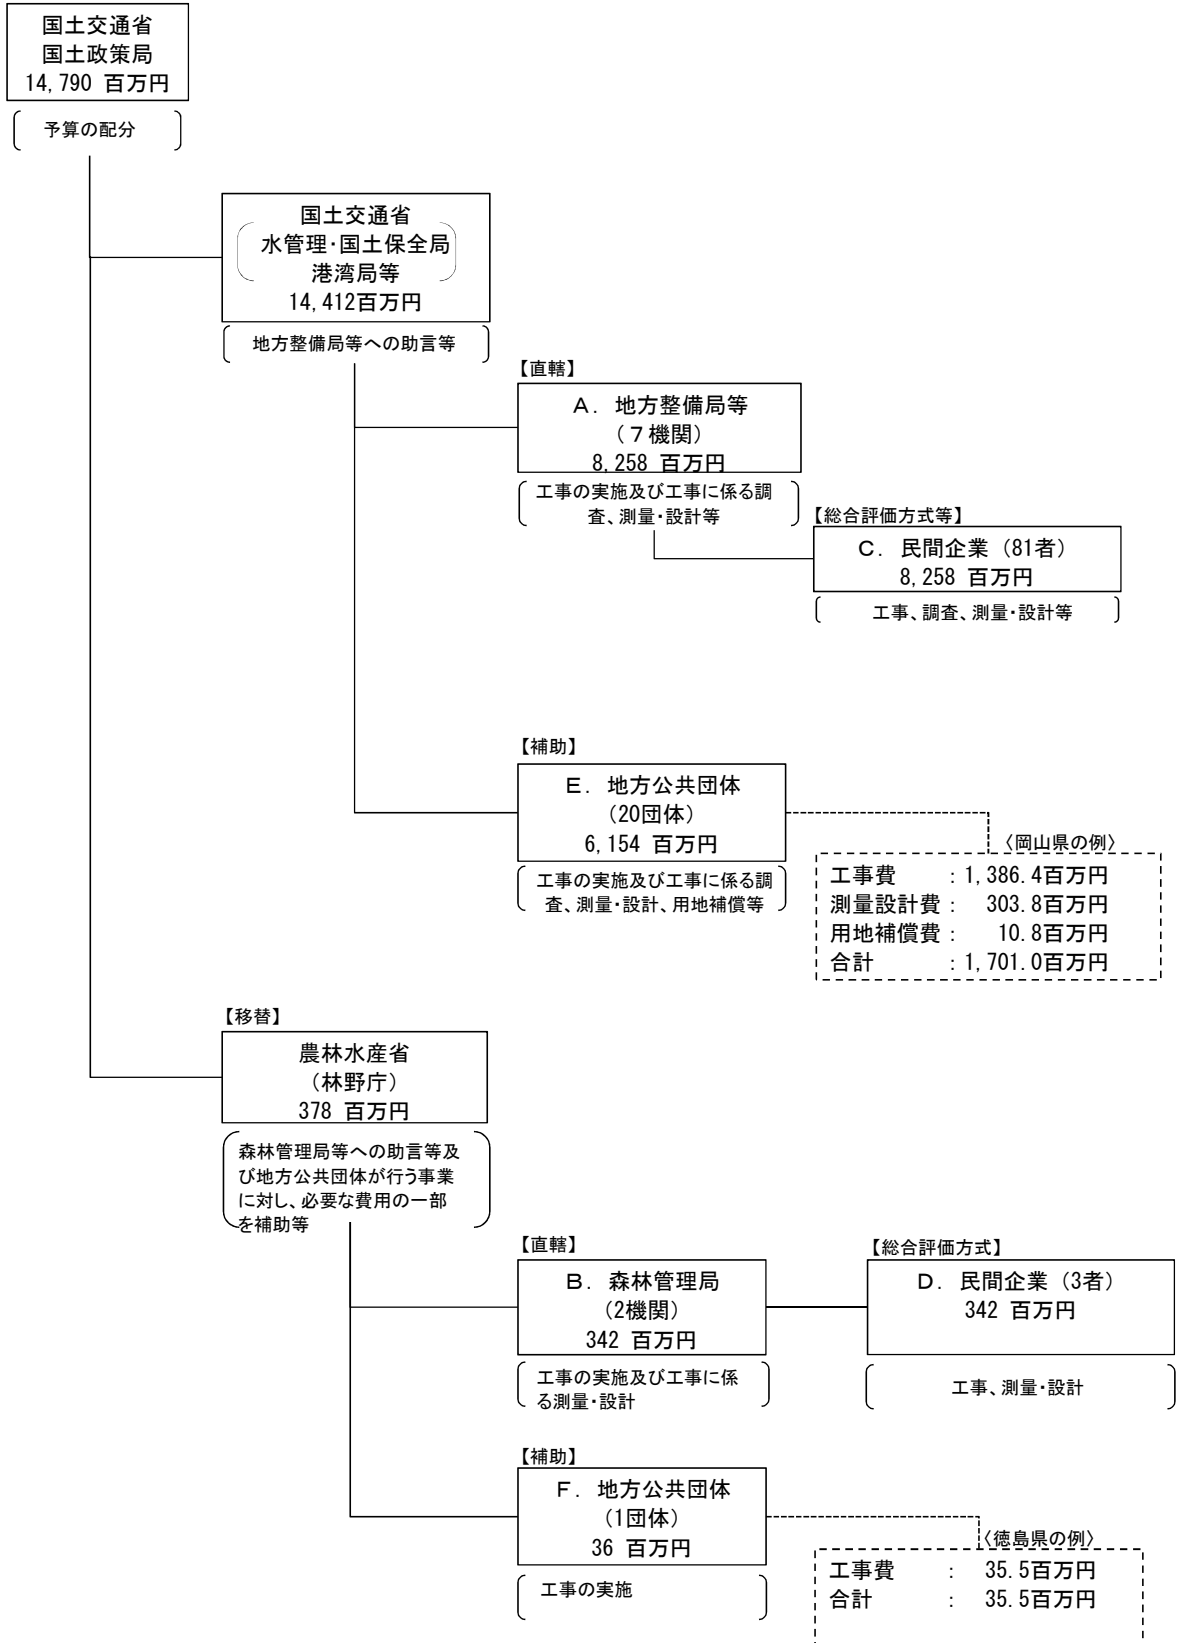 国土交通省
国土政策局
14,790 百万円
予算の配分
国土交通省
水管理・国土保全局
港湾局等
14,412百万円
地方整備局等への助言等
【直轄】
A. 地方整備局等
(7機関)
8,258 百万円
工事の実施及び工事に係る調
査、測量・設計等
【総合評価方式等】
C. 民間企業 (81者)
8,258 百万円
工事、調査、測量・設計等
【補助】
E. 地方公共団体
(20団体)
6,154 百万円
工事の実施及び工事に係る調
査、測量・設計、用地補償等
〈岡山県の例〉
工事費 : 1,386.4百万円
測量設計費 : 303.8百万円
用地補償費 : 10.8百万円
合計 : 1,701.0百万円
【移替】
農林水産省
(林野庁)
378 百万円
森林管理局等への助言等及
び地方公共団体が行う事業
に対し、必要な費用の一部
を補助等
【直轄】
B. 森林管理局
(2機関)
342 百万円
工事の実施及び工事に係
る測量・設計
【総合評価方式】
D. 民間企業 (3者)
342 百万円
工事、測量・設計
【補助】
F. 地方公共団体
(1団体)
36 百万円
工事の実施
〈徳島県の例〉
工事費 : 35.5百万円
合計 : 35.5百万円